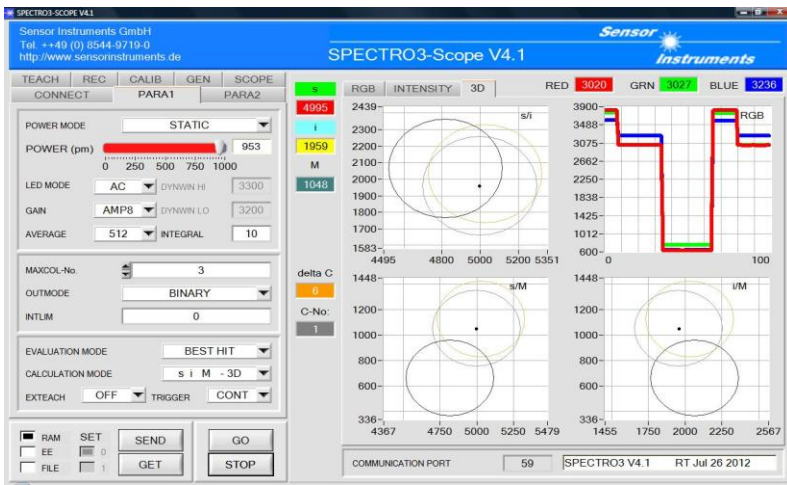 SPECTRO3-SCOPE V4.1
Sensor Instruments GmbH
Tel. ++49 (0) 8544-9719-0
http://www.sensorinstruments.de
SPECTRO3-Scope V4.1
Sensor
Instruments
TEACH REC CALIB GEN SCOPE
CONNECT PARA1 PARA2
POWER MODE STATIC
POWER (pm) 953
0 250 500 750 1000
LED MODE AC DYNWIN HI 3300
GAIN AMP8 DYNWIN LO 3200
AVERAGE 512 INTEGRAL 10
MAXCOL-No. 3
OUTMODE BINARY
INTLIM 0
EVALUATION MODE BEST HIT
CALCULATION MODE s i M - 3D
EXTEACH OFF TRIGGER CONT
RAM SET SEND GO
EE 0
FILE 1 GET STOP
s
4995
i
1959
M
1048
delta C
6
C-No:
1
RGB INTENSITY 3D
RED 3020 GRN 3027 BLUE 3236
s/i
2439
2300
2200
2100
2000
1900
1800
1700
1583
4495 4800 5000 5200 5351
RGB
3900
3488
3075
2662
2250
1838
1425
1012
600
0 100
s/M
1448
1200
1000
800
600
336
4367 4750 5000 5250 5479
i/M
1448
1200
1000
800
600
336
1455 1750 2000 2250 2567
COMMUNICATION PORT 59 SPECTRO3 V4.1 RT Jul 26 2012